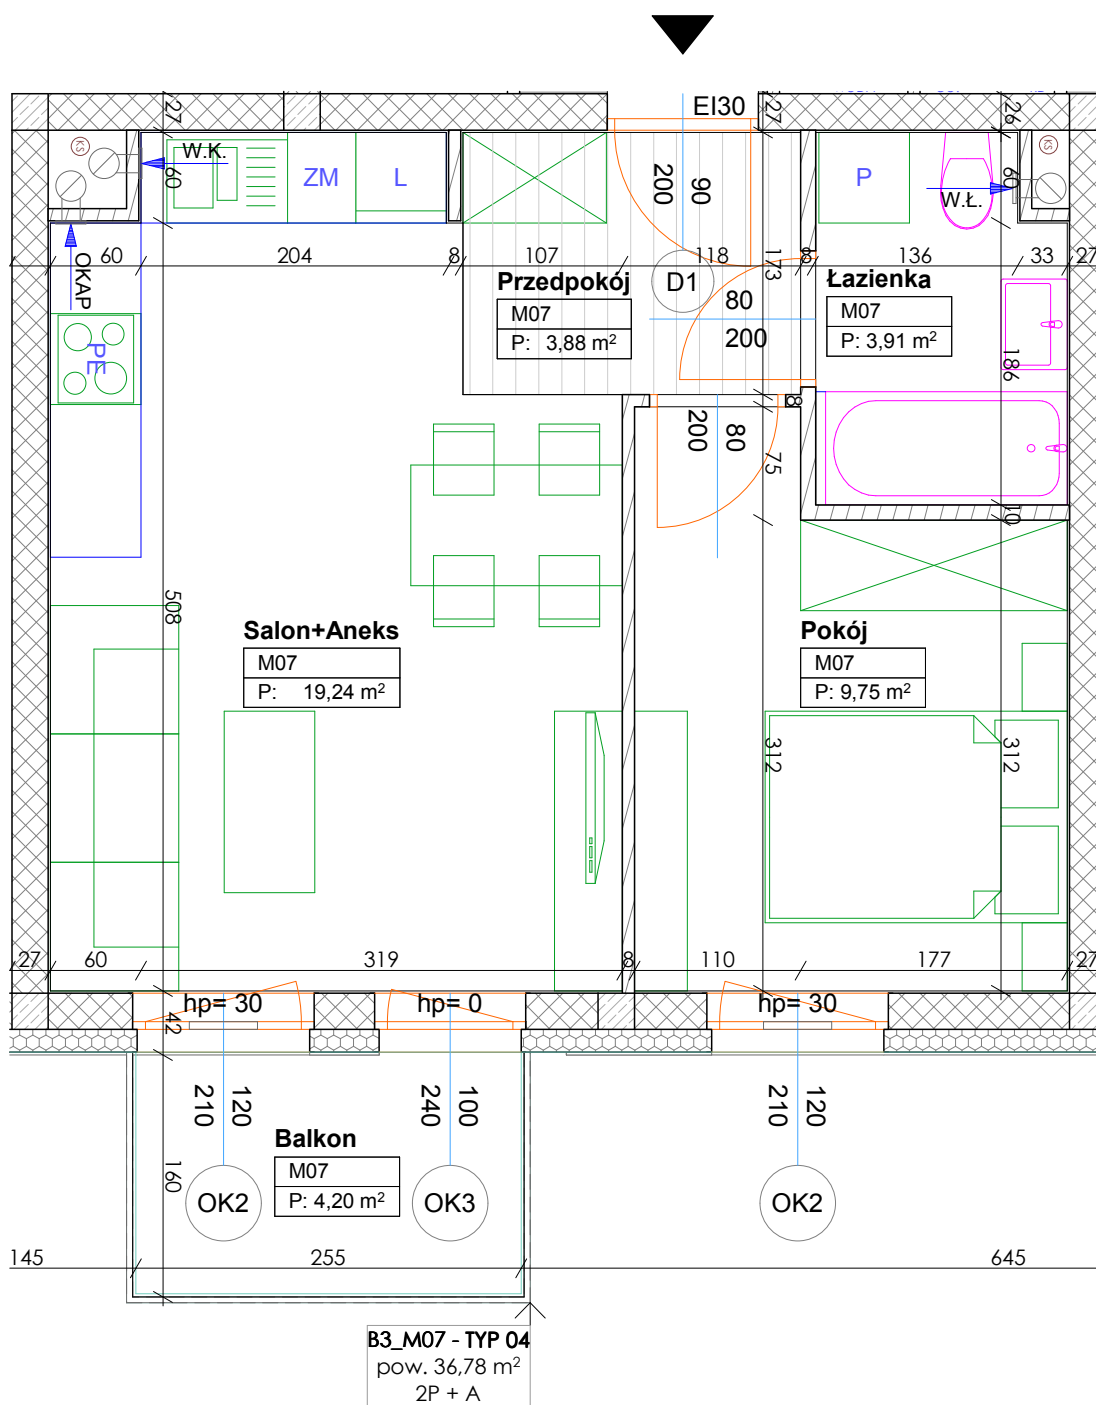 EI30
27
27
26
KS
W.K.
60
ZM
L
200
90
P
60
W.Ł.
KS
60
204
8
107
118
8
136
33
27
OKAP
Przedpokój
M07
P: 3,88 m²
D1
173
80
200
Łazienka
M07
P: 3,91 m²
PE
186
8
200
80
75
10
508
Salon+Aneks
M07
P: 19,24 m²
Pokój
M07
P: 9,75 m²
312
312
27
60
319
8
110
177
27
hp= 30
hp= 0
hp= 30
42
210
120
240
100
210
120
Balkon
M07
P: 4,20 m²
160
OK2
OK3
OK2
145
255
645
B3_M07 - TYP 04
pow. 36,78 m²
2P + A